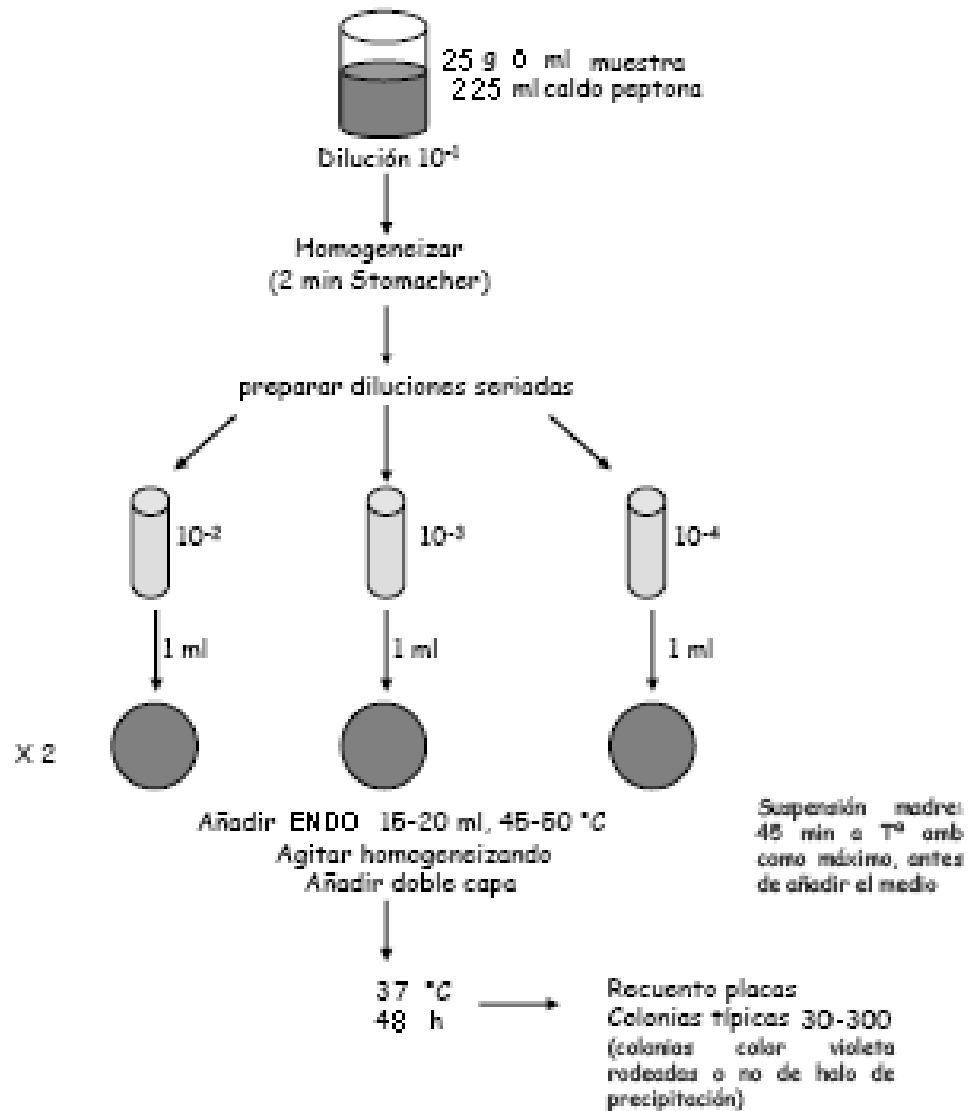 25 g ó ml muestra
225 ml caldo peptona
Dilución 10⁻¹
Homogeneizar
(2 min Stomacher)
preparar diluciones seriadas
10⁻² 10⁻³ 10⁻⁴
1 ml 1 ml 1 ml
X 2
Añadir ENDO 15-20 ml, 45-50 °C
Agitar homogeneizando
Añadir doble capa
Suspensión madre:
45 min a Tª amb
como máximo, antes
de añadir el medio
37 °C
48 h
Recuento placas
Colonias típicas 30-300
(colonias color violeta
rodeadas o no de halo de
precipitación)